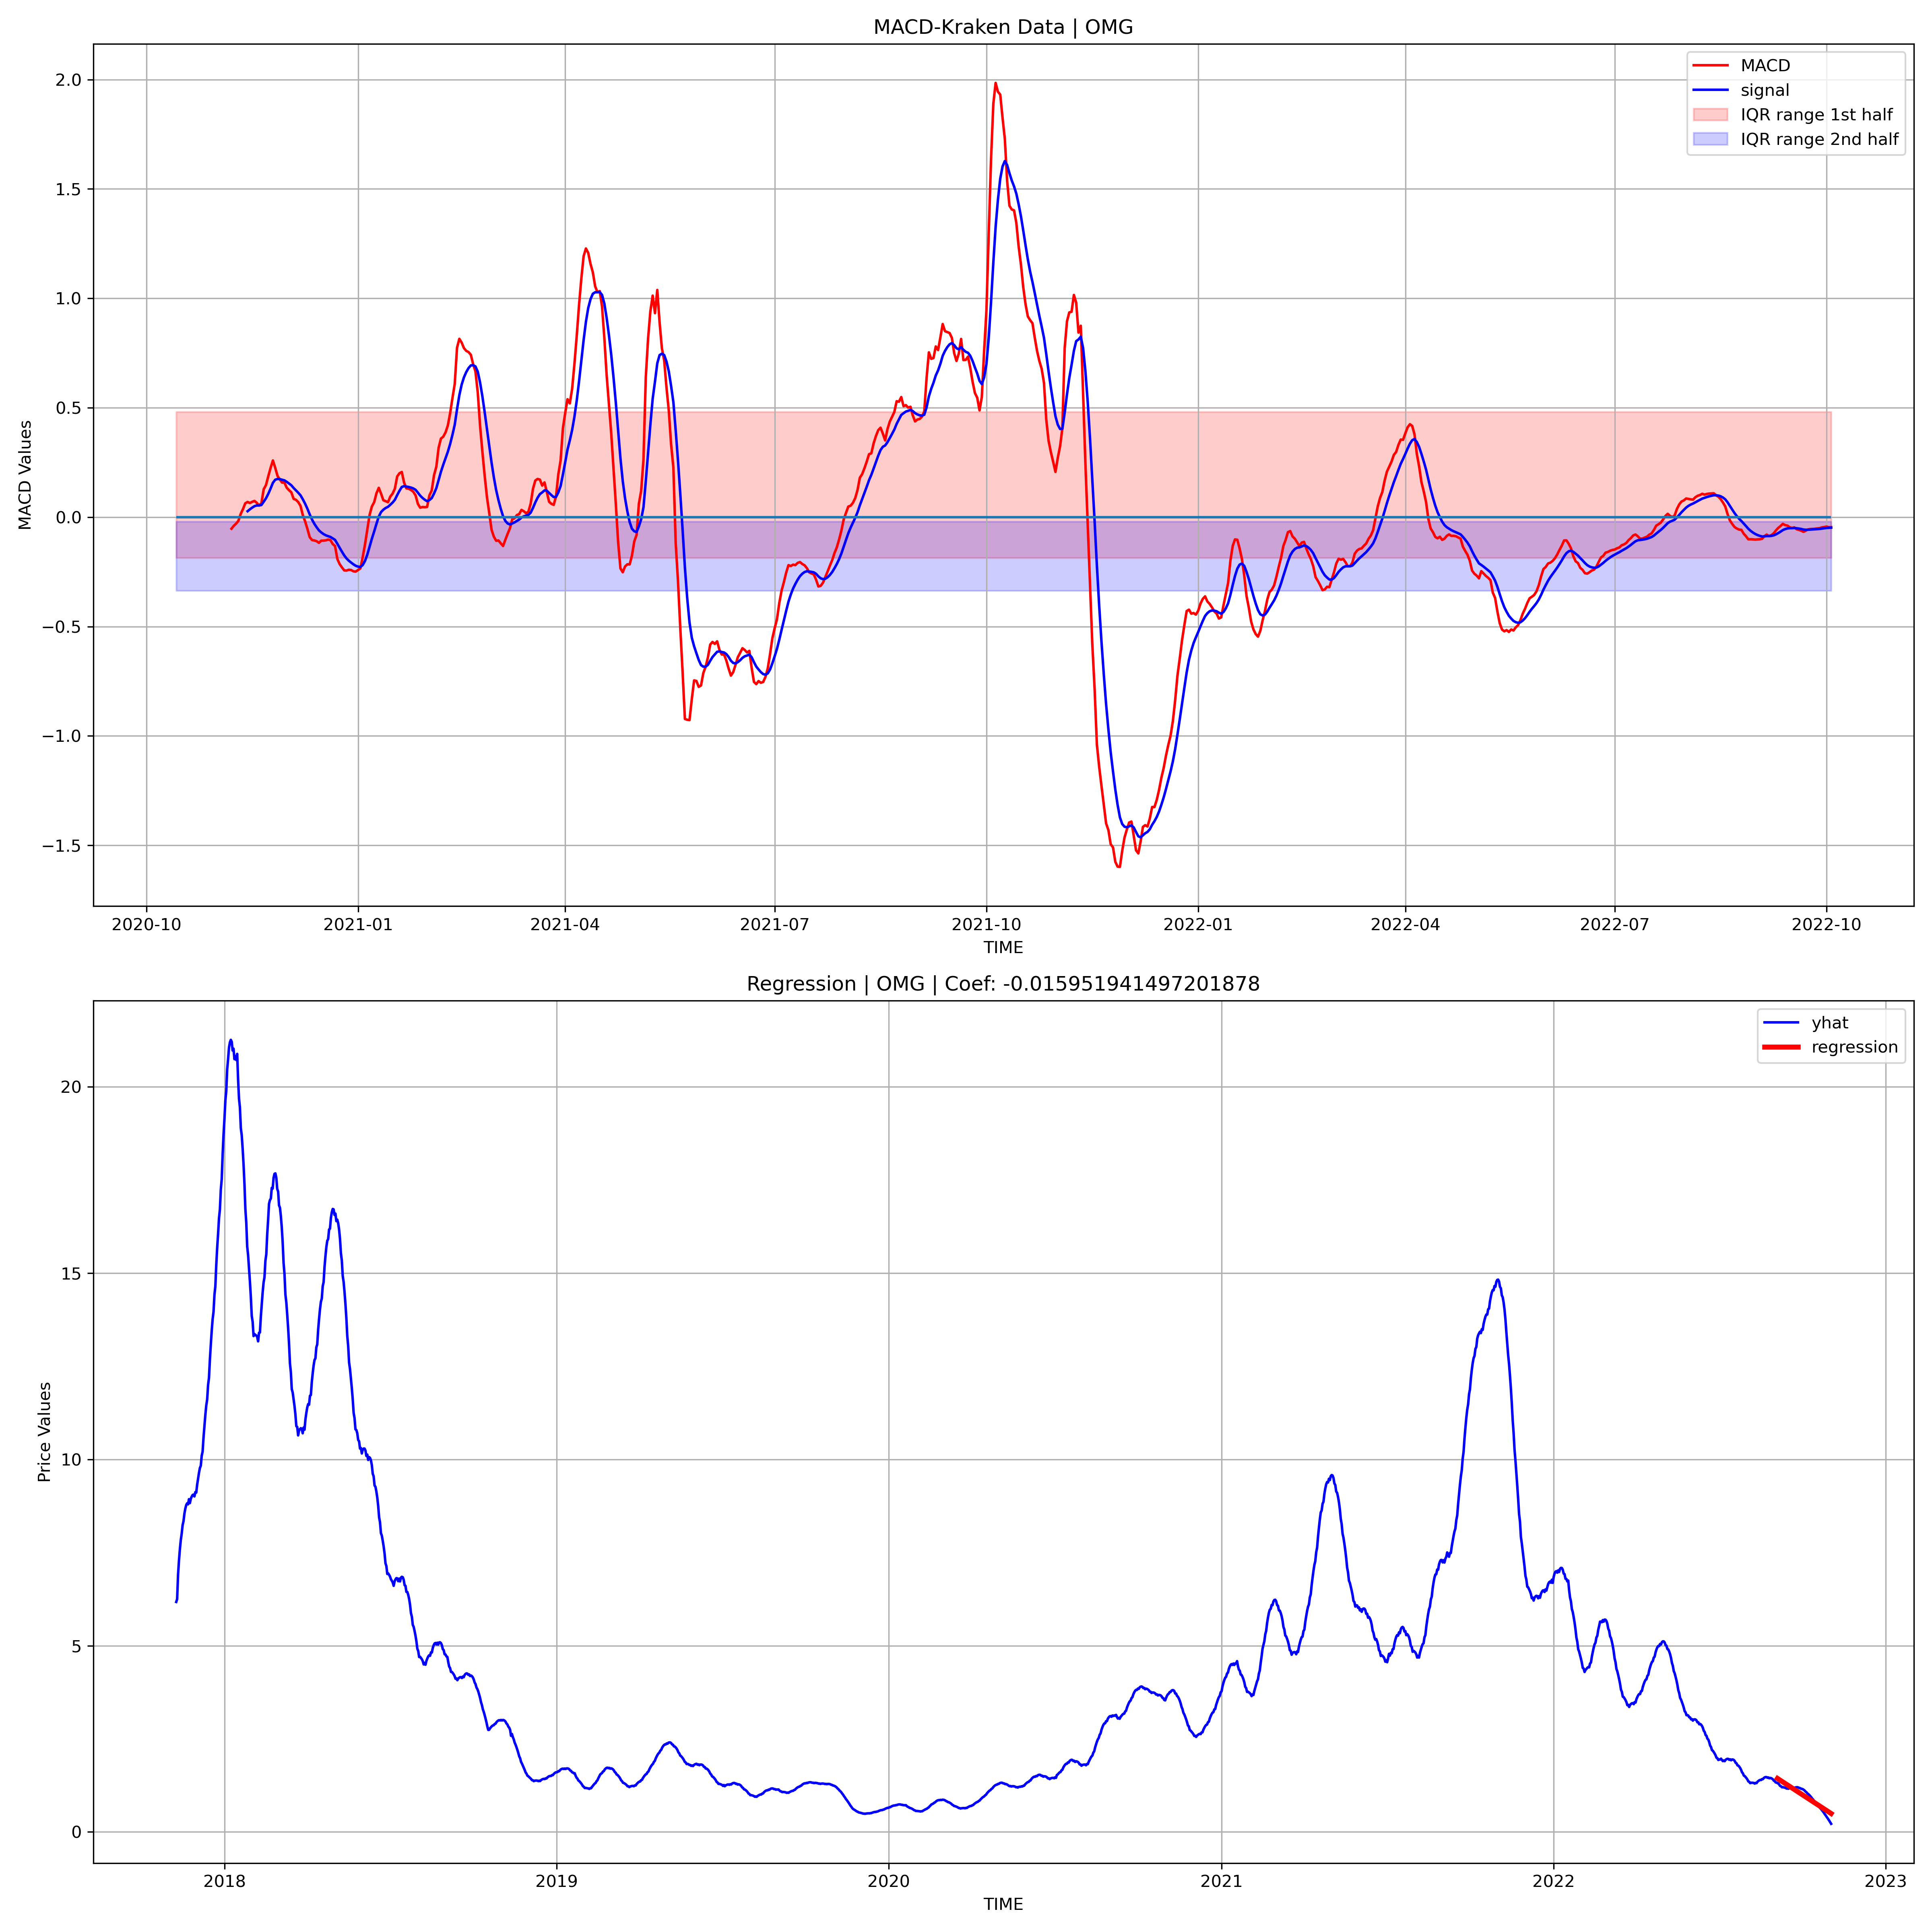 MACD-Kraken Data | OMG
MACD
signal
IQR range 1st half
IQR range 2nd half
2.0
1.5
1.0
0.5
0.0
−0.5
−1.0
−1.5
MACD Values
2020-10
2021-01
2021-04
2021-07
2021-10
2022-01
2022-04
2022-07
2022-10
TIME
Regression | OMG | Coef: -0.015951941497201878
yhat
regression
20
15
10
5
0
Price Values
2018
2019
2020
2021
2022
2023
TIME